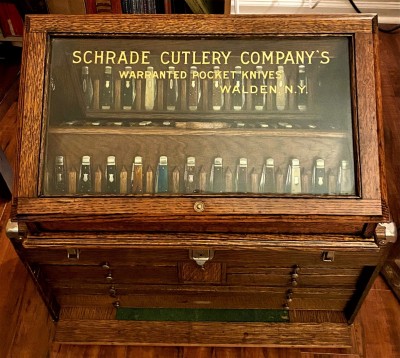 SCHRADE CUTLERY COMPANY'S
WARRANTED POCKET KNIVES
WALDEN N.Y.